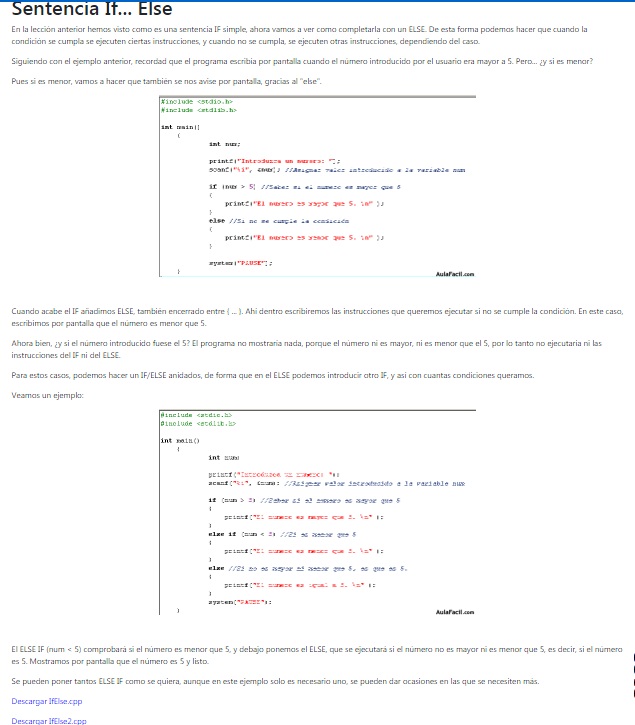 Sentencia If... Else
En la lección anterior hemos visto como es una sentencia IF simple, ahora vamos a ver como completarla con un ELSE. De esta forma podemos hacer que cuando la
condición se cumpla se ejecuten ciertas instrucciones, y cuando no se cumpla, se ejecuten otras instrucciones, dependiendo del caso.
Siguiendo con el ejemplo anterior, recordad que el programa escribia por pantalla cuando el número introducido por el usuario era mayor a 5. Pero... ¿y si es menor?
Pues si es menor, vamos a hacer que también se nos avise por pantalla, gracias al "else".
#include <stdio.h>
#include <stdlib.h>
int main()
{
int num;
printf("Introduzca un numero: ");
scanf("%i", &num); //Asignar valor introducido a la variable num
if (num > 5) //Saber si el numero es mayor que 5
{
printf("El numero es mayor que 5. \n" );
}
else //Si no se cumple la condición
{
printf("El numero es menor que 5. \n" );
}
system("PAUSE");
}
AulaFacil.com
Cuando acabe el IF añadimos ELSE, también encerrado entre { ... }. Ahí dentro escribiremos las instrucciones que queremos ejecutar si no se cumple la condición. En este caso,
escribimos por pantalla que el número es menor que 5.
Ahora bien, ¿y si el número introducido fuese el 5? El programa no mostraría nada, porque el número ni es mayor, ni es menor que el 5, por lo tanto no ejecutaría ni las
instrucciones del IF ni del ELSE.
Para estos casos, podemos hacer un IF/ELSE anidados, de forma que en el ELSE podemos introducir otro IF, y asi con cuantas condiciones queramos.
Veamos un ejemplo:
#include <stdio.h>
#include <stdlib.h>
int main()
{
int num;
printf("Introduzca un numero: ");
scanf("%i", &num); //Asignar valor introducido a la variable num
if (num > 5) //Saber si el numero es mayor que 5
{
printf("El numero es mayor que 5. \n" );
}
else if (num < 5) //Si es menor que 5
{
printf("El numero es menor que 5. \n" );
}
else //Si no es mayor ni menor que 5, es que es 5.
{
printf("El numero es igual a 5. \n" );
}
system("PAUSE");
}
AulaFacil.com
El ELSE IF (num < 5) comprobará si el número es menor que 5, y debajo ponemos el ELSE, que se ejecutará si el número no es mayor ni es menor que 5, es decir, si el número
es 5. Mostramos por pantalla que el número es 5 y listo.
Se pueden poner tantos ELSE IF como se quiera, aunque en este ejemplo solo es necesario uno, se pueden dar ocasiones en las que se necesiten más.
Descargar IfElse.cpp
Descargar IfElse2.cpp